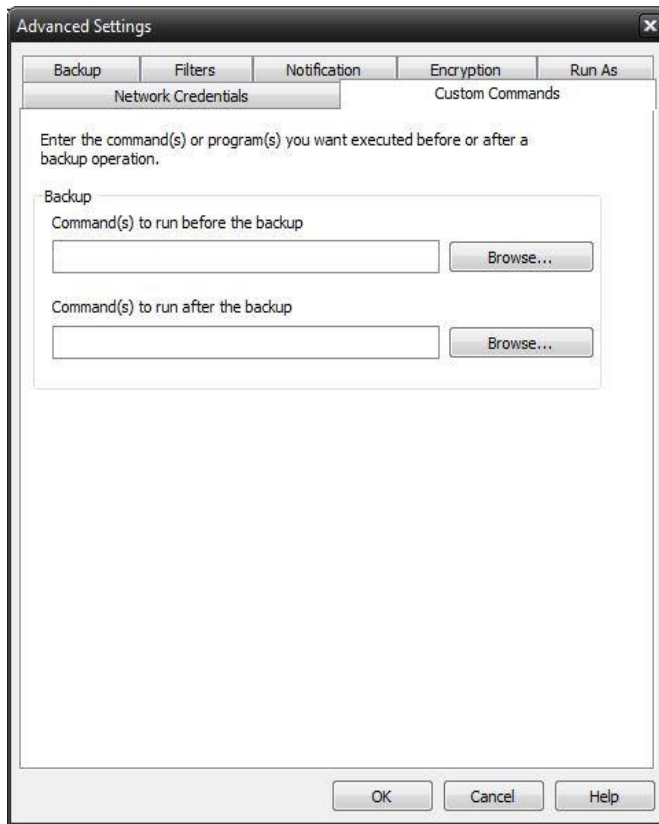 Advanced Settings
Backup Filters Notification Encryption Run As
Network Credentials Custom Commands
Enter the command(s) or program(s) you want executed before or after a
backup operation.
Backup
Command(s) to run before the backup
Browse...
Command(s) to run after the backup
Browse...
OK Cancel Help